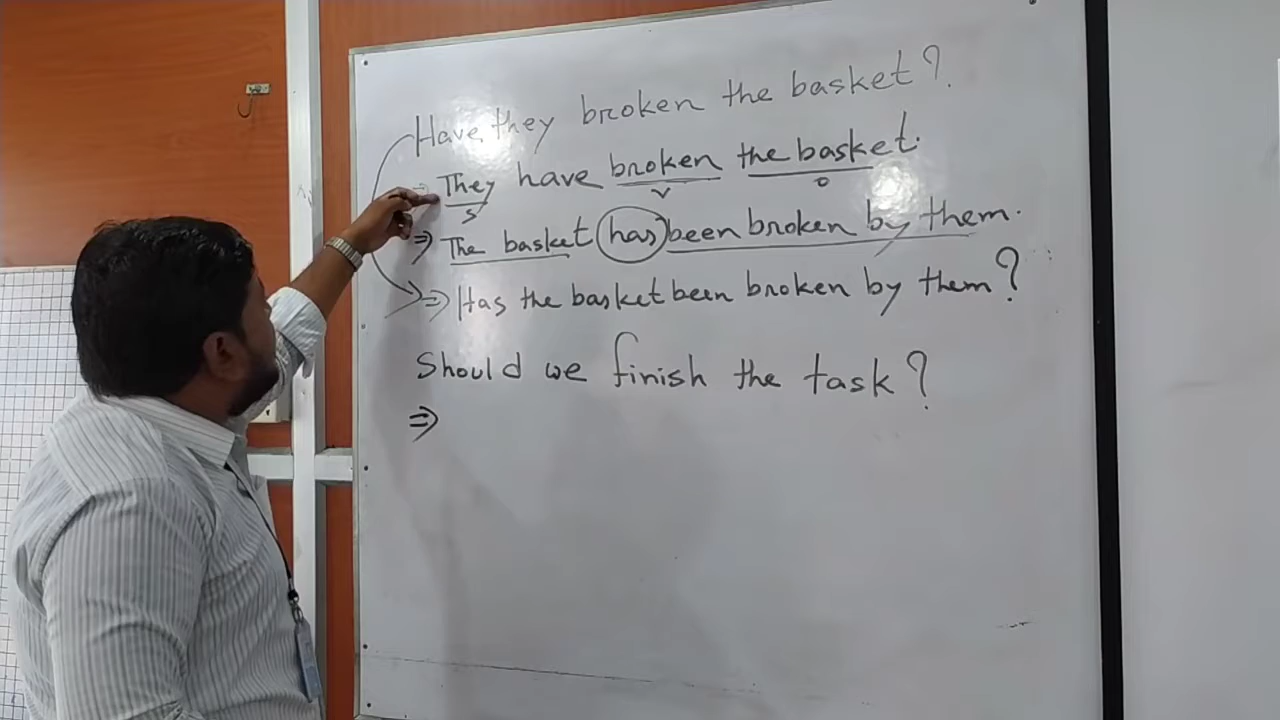 Have they broken the basket?
⇒ They have broken the basket.
S V O
⇒ The basket has been broken by them.
⇒ Has the basket been broken by them?
Should we finish the task?
⇒